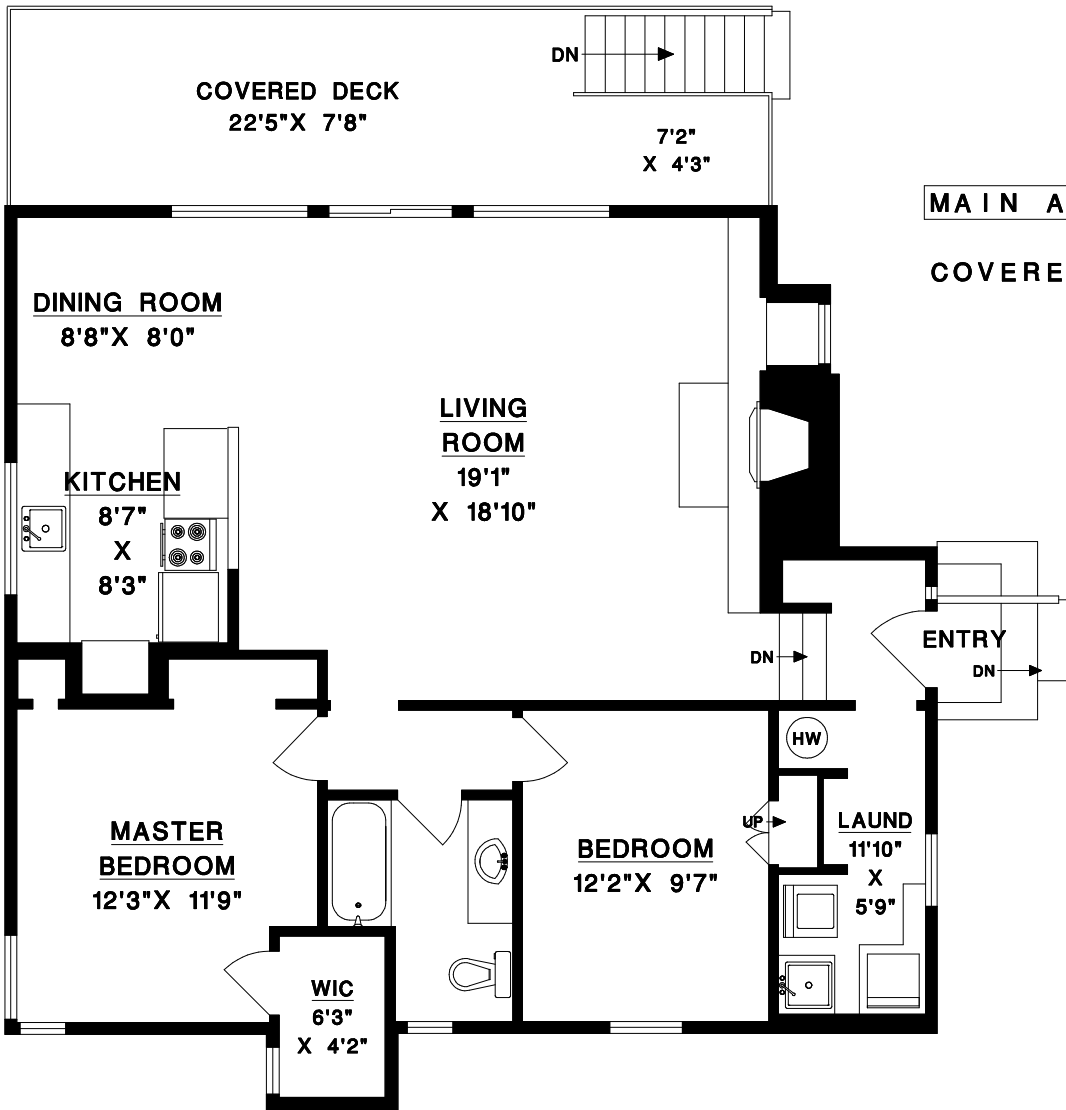 DN
COVERED DECK
22'5"X 7'8"
7'2"
X 4'3"
MAIN A
COVERE
DINING ROOM
8'8"X 8'0"
LIVING
ROOM
19'1"
X 18'10"
KITCHEN
8'7"
X
8'3"
ENTRY
DN
DN
HW
MASTER
BEDROOM
12'3"X 11'9"
BEDROOM
12'2"X 9'7"
UP
LAUND
11'10"
X
5'9"
WIC
6'3"
X 4'2"